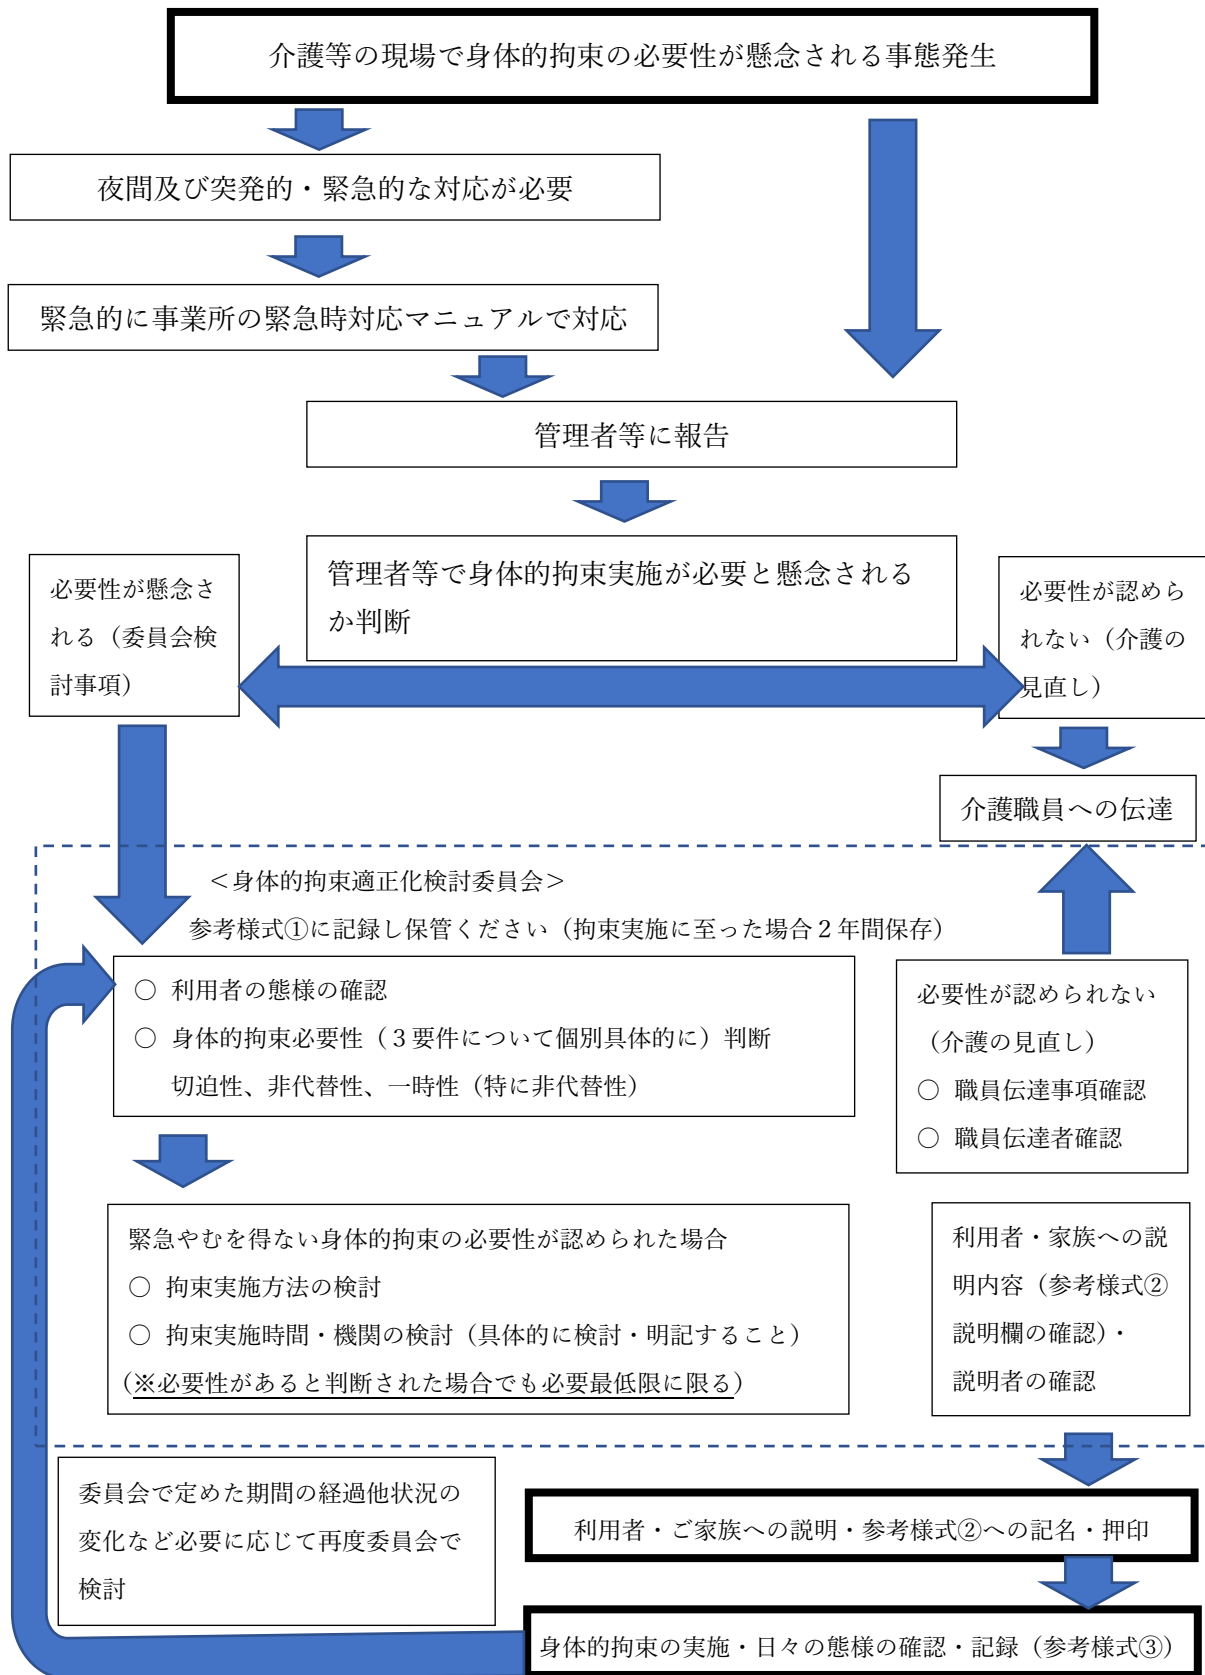 介護等の現場で身体的拘束の必要性が懸念される事態発生
夜間及び突発的・緊急的な対応が必要
緊急的に事業所の緊急時対応マニュアルで対応
管理者等に報告
管理者等で身体的拘束実施が必要と懸念される
か判断
必要性が懸念さ
れる（委員会検
討事項）
必要性が認めら
れない（介護の
見直し）
介護職員への伝達
＜身体的拘束適正化検討委員会＞
参考様式①に記録し保管ください（拘束実施に至った場合２年間保存）
○ 利用者の態様の確認
○ 身体的拘束必要性（３要件について個別具体的に）判断
切迫性、非代替性、一時性（特に非代替性）
必要性が認められない
（介護の見直し）
○ 職員伝達事項確認
○ 職員伝達者確認
緊急やむを得ない身体的拘束の必要性が認められた場合
○ 拘束実施方法の検討
○ 拘束実施時間・機関の検討（具体的に検討・明記すること）
（※必要性があると判断された場合でも必要最低限に限る）
利用者・家族への説
明内容（参考様式②
説明欄の確認）・
説明者の確認
委員会で定めた期間の経過他状況の
変化など必要に応じて再度委員会で
検討
利用者・ご家族への説明・参考様式②への記名・押印
身体的拘束の実施・日々の態様の確認・記録（参考様式③）